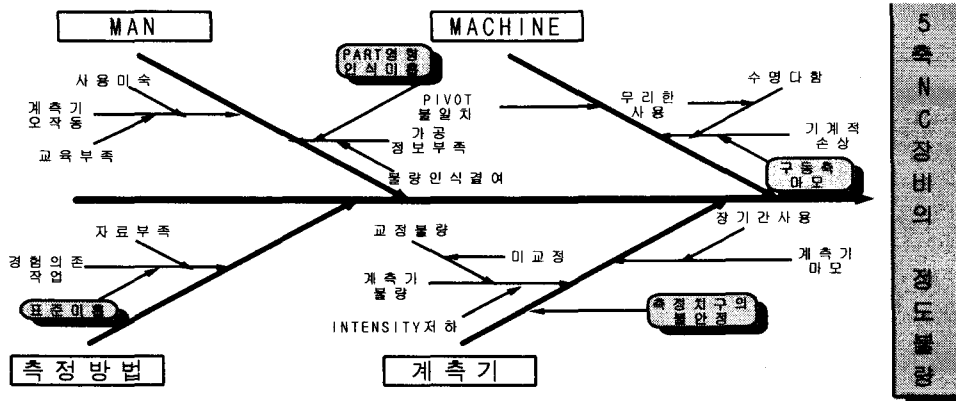 MAN
MACHINE
PART영향
인식미흡
사용미숙
계측기
오작동
교육부족
가공
정보부족
불량인식결여
PIVOT
불일치
무리한
사용
수명다함
기계적
손상
구동축
마모
5축NC장비의 정도불량
자료부족
경험의존
작업
표준미흡
측정방법
교정불량
미교정
계측기
불량
INTENSITY저하
장기간사용
계측기
마모
측정치구의
불안정
계측기